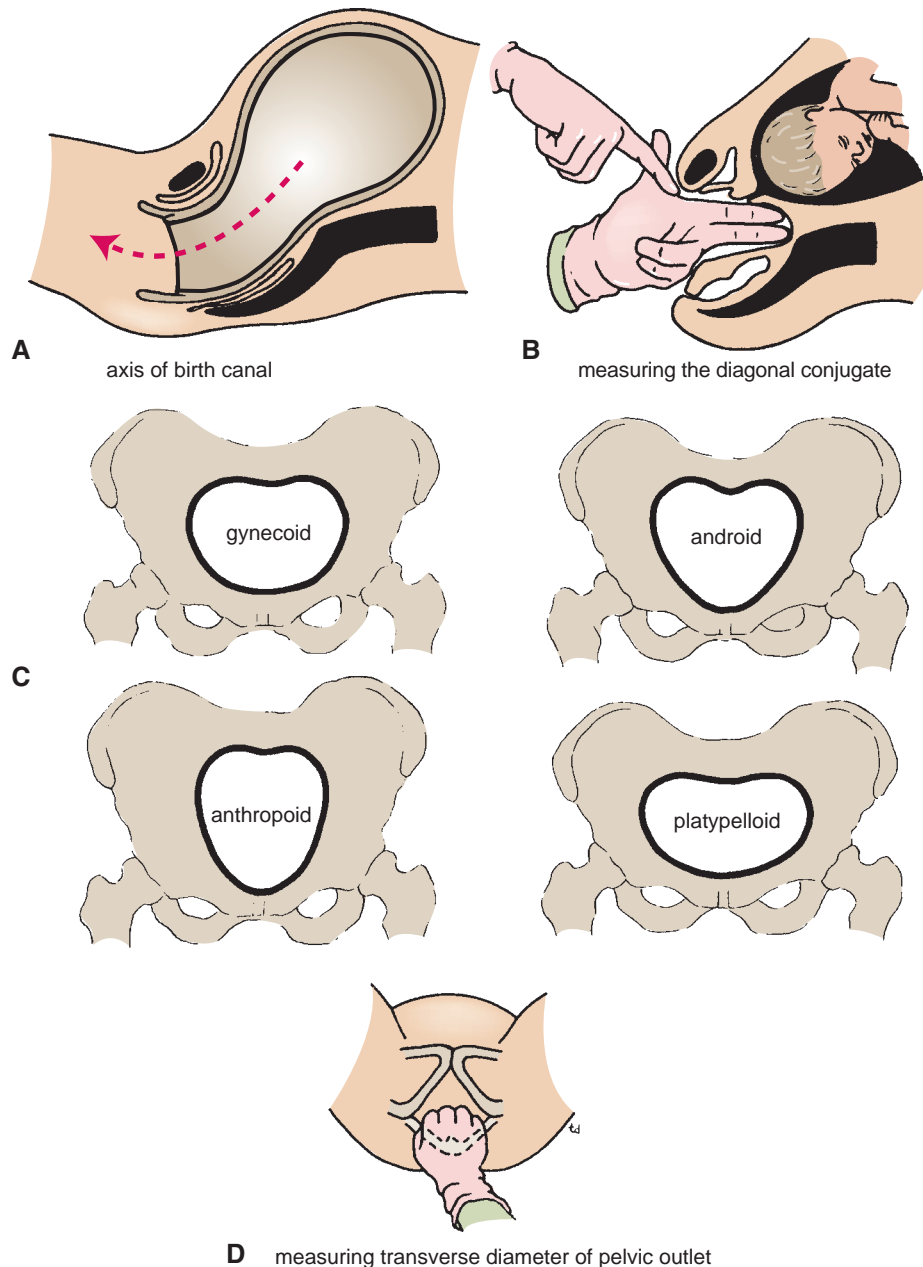 A
axis of birth canal
B
measuring the diagonal conjugate
gynecoid
android
C
anthropoid
platypelloid
D measuring transverse diameter of pelvic outlet